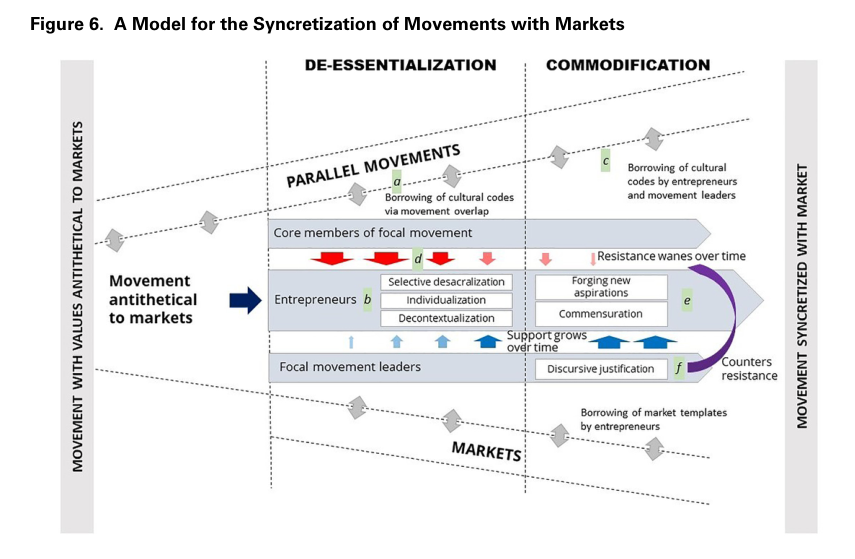 Figure 6. A Model for the Syncretization of Movements with Markets
DE-ESSENTIALIZATION
COMMODIFICATION
MOVEMENT WITH VALUES ANTITHETICAL TO MARKETS
PARALLEL MOVEMENTS
a
Borrowing of cultural codes
via movement overlap
c
Borrowing of cultural
codes by entrepreneurs
and movement leaders
Core members of focal movement
d
Resistance wanes over time
Movement
antithetical
to markets
Entrepreneurs b
Selective desacralization
Individualization
Decontextualization
Forging new
aspirations
Commensuration
e
Support grows
over time
Focal movement leaders
Discursive justification
f
Counters
resistance
Borrowing of market templates
by entrepreneurs
MARKETS
MOVEMENT SYNCRETIZED WITH MARKET